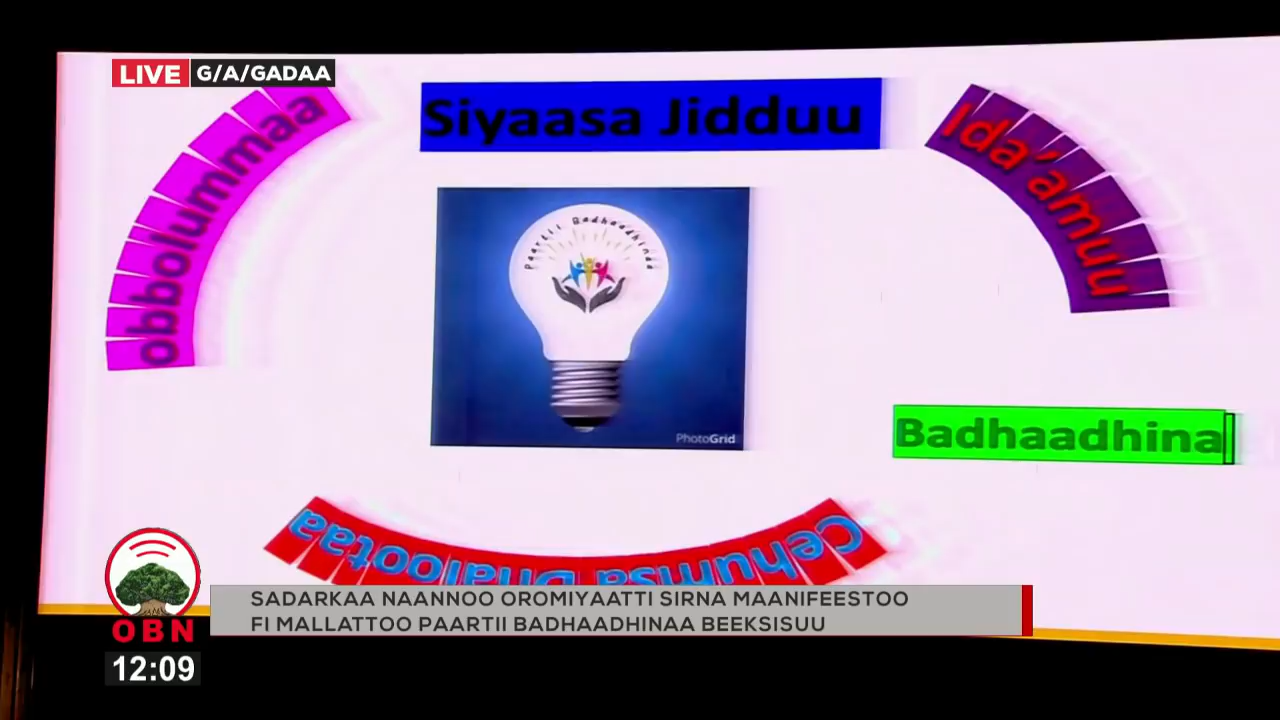 LIVE G/A/GADAA
Siyaasa Jidduu
obbolummaa
Ida'amuu
Paartii Badhaadhinaa
PhotoGrid
Badhaadhina
Cehumsa Dhalootaa
OBN
SADARKAA NAANNOO OROMIYAATTI SIRNA MAANIFEESTOO
FI MALLATTOO PAARTII BADHAADHINAA BEEKSISUU
12:09